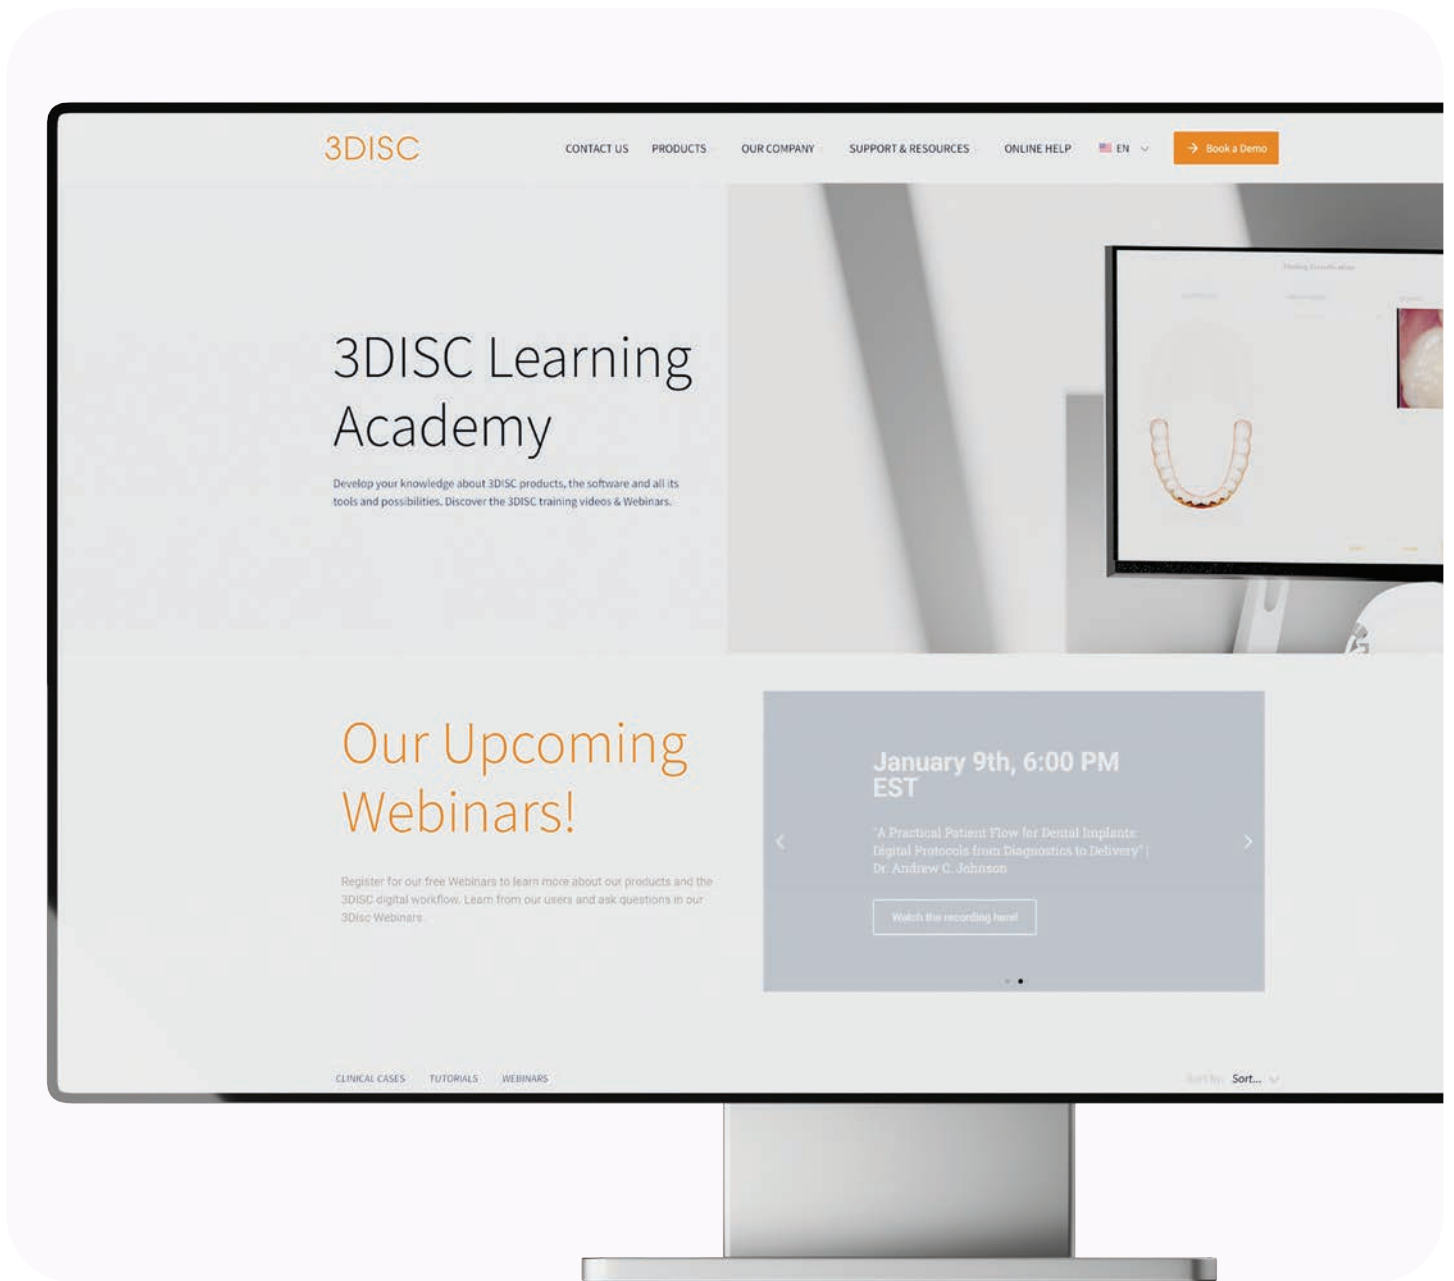 3DISC
CONTACT US PRODUCTS OUR COMPANY SUPPORT & RESOURCES ONLINE HELP EN Book a Demo
3DISC Learning
Academy
Develop your knowledge about 3DISC products, the software and all its
tools and possibilities. Discover the 3DISC training videos & Webinars.
Our Upcoming
Webinars!
Register for our free Webinars to learn more about our products and the
3DISC digital workflow. Learn from our users and ask questions in our
3Disc Webinars.
January 9th, 6:00 PM
EST
"A Practical Patient Flow for Dental Implants:
Digital Protocols from Diagnostics to Delivery" |
Dr. Andrew C. Johnson
Watch the recording here!
CLINICAL CASES TUTORIALS WEBINARS
Sort by: Sort...